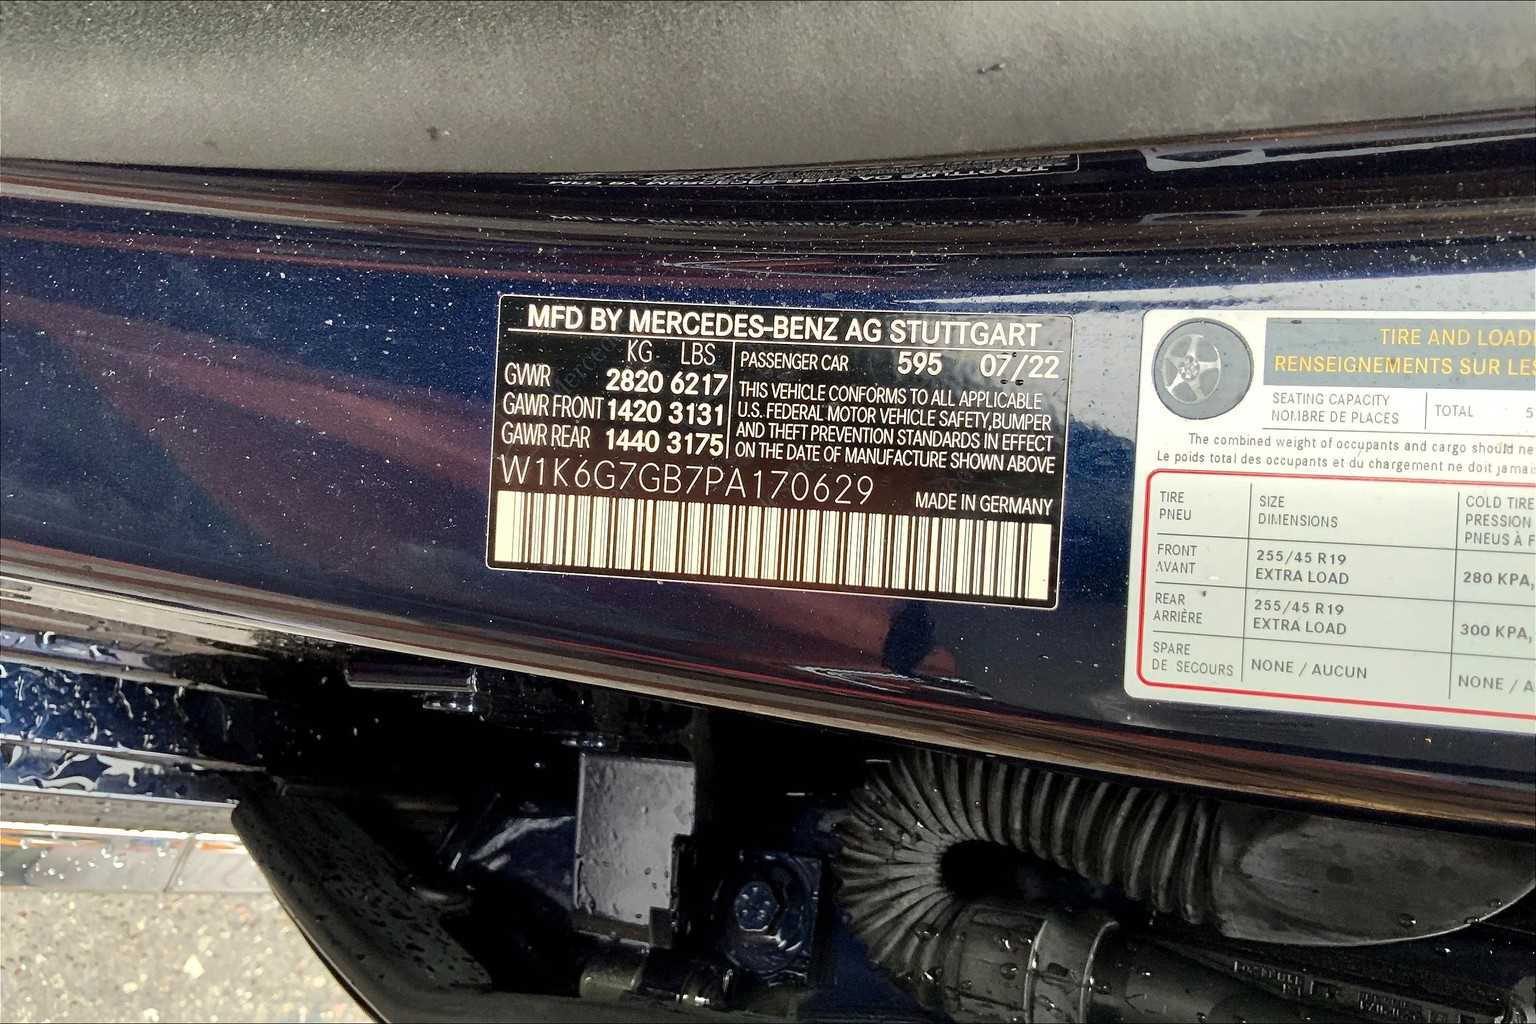 MFD BY MERCEDES-BENZ AG STUTTGART
KG LBS
GVWR 2820 6217
GAWR FRONT 1420 3131
GAWR REAR 1440 3175
PASSENGER CAR 595 07/22
THIS VEHICLE CONFORMS TO ALL APPLICABLE
U.S. FEDERAL MOTOR VEHICLE SAFETY,BUMPER
AND THEFT PREVENTION STANDARDS IN EFFECT
ON THE DATE OF MANUFACTURE SHOWN ABOVE
W1K6G7GB7PA170629
MADE IN GERMANY
TIRE AND
RENSEIGNEMENTS SUR LES
SEATING CAPACITY
NOMBRE DE PLACES
TOTAL 5
The combined weight of occupants and cargo should
Le poids total des occupants et du chargement ne doit
TIRE
PNEU
SIZE
DIMENSIONS
COLD TIRE
PRESSION
PNEUS À
FRONT
AVANT
255/45 R19
EXTRA LOAD
280 KPA,
REAR
ARRIÈRE
255/45 R19
EXTRA LOAD
300 KPA,
SPARE
DE SECOURS
NONE / AUCUN
NONE /